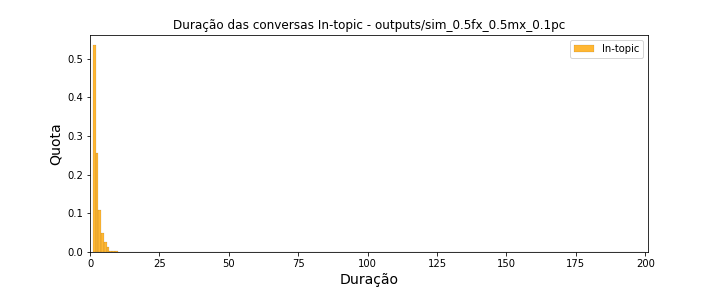 Duração das conversas In-topic - outputs/sim_0.5fx_0.5mx_0.1pc
In-topic
Quota
0.5
0.4
0.3
0.2
0.1
0.0
0 25 50 75 100 125 150 175 200
Duração